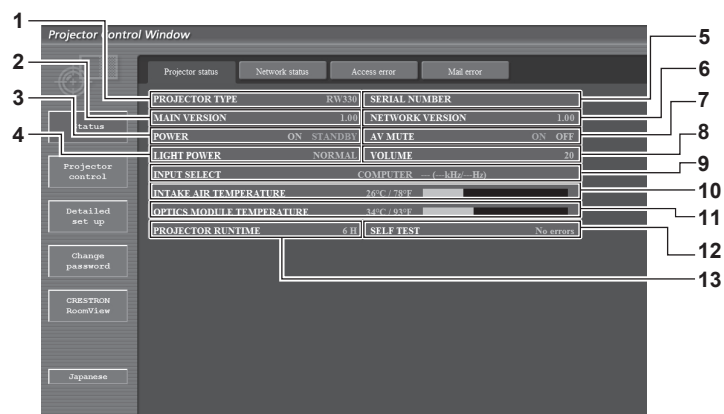 Projector Control Window
Projector status Network status Access error Mail error
PROJECTOR TYPE RW330 SERIAL NUMBER
MAIN VERSION 1.00 NETWORK VERSION 1.00
POWER ON STANDBY AV MUTE ON OFF
LIGHT POWER NORMAL VOLUME 20
INPUT SELECT COMPUTER --- (---kHz/---Hz)
INTAKE AIR TEMPERATURE 26°C / 78°F
OPTICS MODULE TEMPERATURE 34°C / 93°F
PROJECTOR RUNTIME 6 H SELF TEST No errors
Status
Projector
control
Detailed
set up
Change
password
CRESTRON
RoomView
Japanese
1
2
3
4
5
6
7
8
9
10
11
12
13